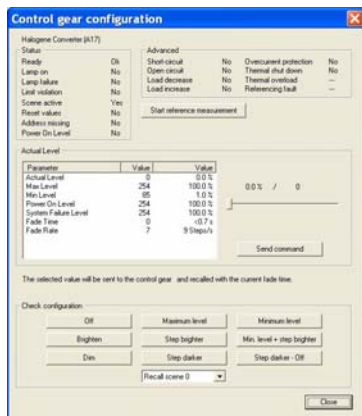 Control gear configuration
Halogene Converter (A17)
Status
Ready Ok
Lamp on No
Lamp failure No
Limit violation No
Scene active Yes
Reset values No
Address missing No
Power On Level No
Advanced
Short-circuit No Overcurrent protection No
Open circuit No Thermal shut down No
Load decrease No Thermal overload ---
Load increase No Referencing fault ---
Start reference measurement
Actual Level
Parameter Value Value
Actual Level 0 0.0 %
Max Level 254 100.0 %
Min Level 85 1.0 %
Power On Level 254 100.0 %
System Failure Level 254 100.0 %
Fade Time 0 <0.7 s
Fade Rate 7 9 Steps/s
0.0 % / 0
Send command
The selected value will be sent to the control gear and recalled with the current fade time.
Check configuration
Off Maximum level Minimum level
Brighten Step brighter Min. level + step brighter
Dim Step darker Step darker - Off
Recall scene 0
Close